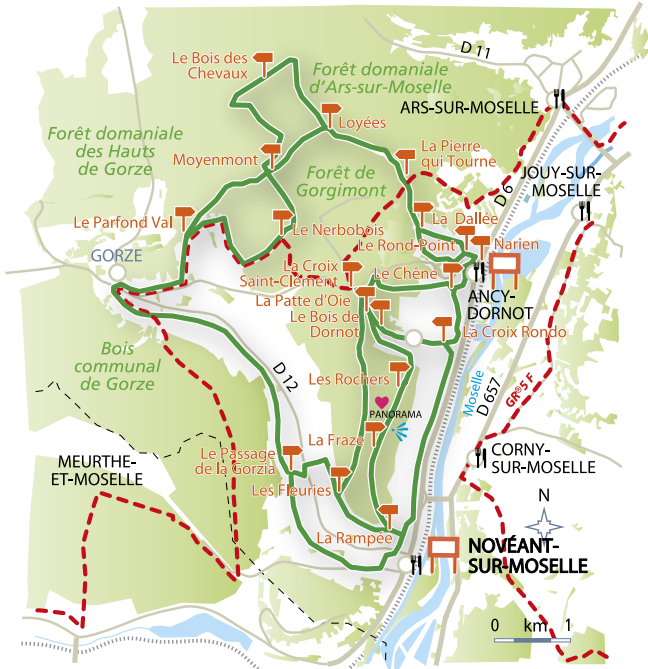 D 11
Le Bois des
Chevaux
Forêt domaniale
d'Ars-sur-Moselle
ARS-SUR-MOSELLE
Loyées
Forêt domaniale
des Hauts
de Gorze
Moyenmont
La Pierre
qui Tourne
Forêt de
Gorgimont
JOUY-SUR-
MOSELLE
D 6
Le Parfond Val
Le Nerbobois
La Dallée
Le Rond-Point
Narien
GORZE
La Croix
Saint-Clément
Le Chêne
La Patte d'Oie
Le Bois de
Dornot
ANCY-
DORNOT
La Croix Rondo
Bois
communal
de Gorze
D 12
Les Rochers
Moselle
D 657
GR®5 F
PANORAMA
La Fraze
MEURTHE-
ET-MOSELLE
Le Passage
de la Gorzia
Les Fleuries
CORNY-
SUR-MOSELLE
N
La Rampée
NOVÉANT-
SUR-MOSELLE
0 km 1